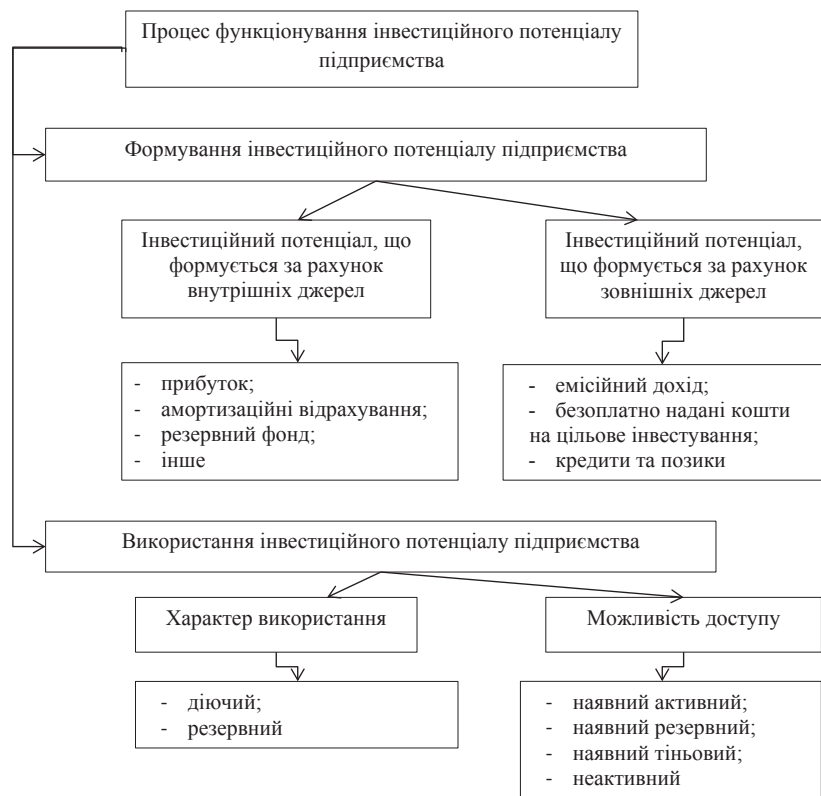 Процес функціонування інвестиційного потенціалу
підприємства
Формування інвестиційного потенціалу підприємства
Інвестиційний потенціал, що
формується за рахунок
внутрішніх джерел
Інвестиційний потенціал,
що формується за рахунок
зовнішніх джерел
- прибуток;
- амортизаційні відрахування;
- резервний фонд;
- інше
- емісійний дохід;
- безоплатно надані кошти
на цільове інвестування;
- кредити та позики
Використання інвестиційного потенціалу підприємства
Характер використання
Можливість доступу
- діючий;
- резервний
- наявний активний;
- наявний резервний;
- наявний тіньовий;
- неактивний